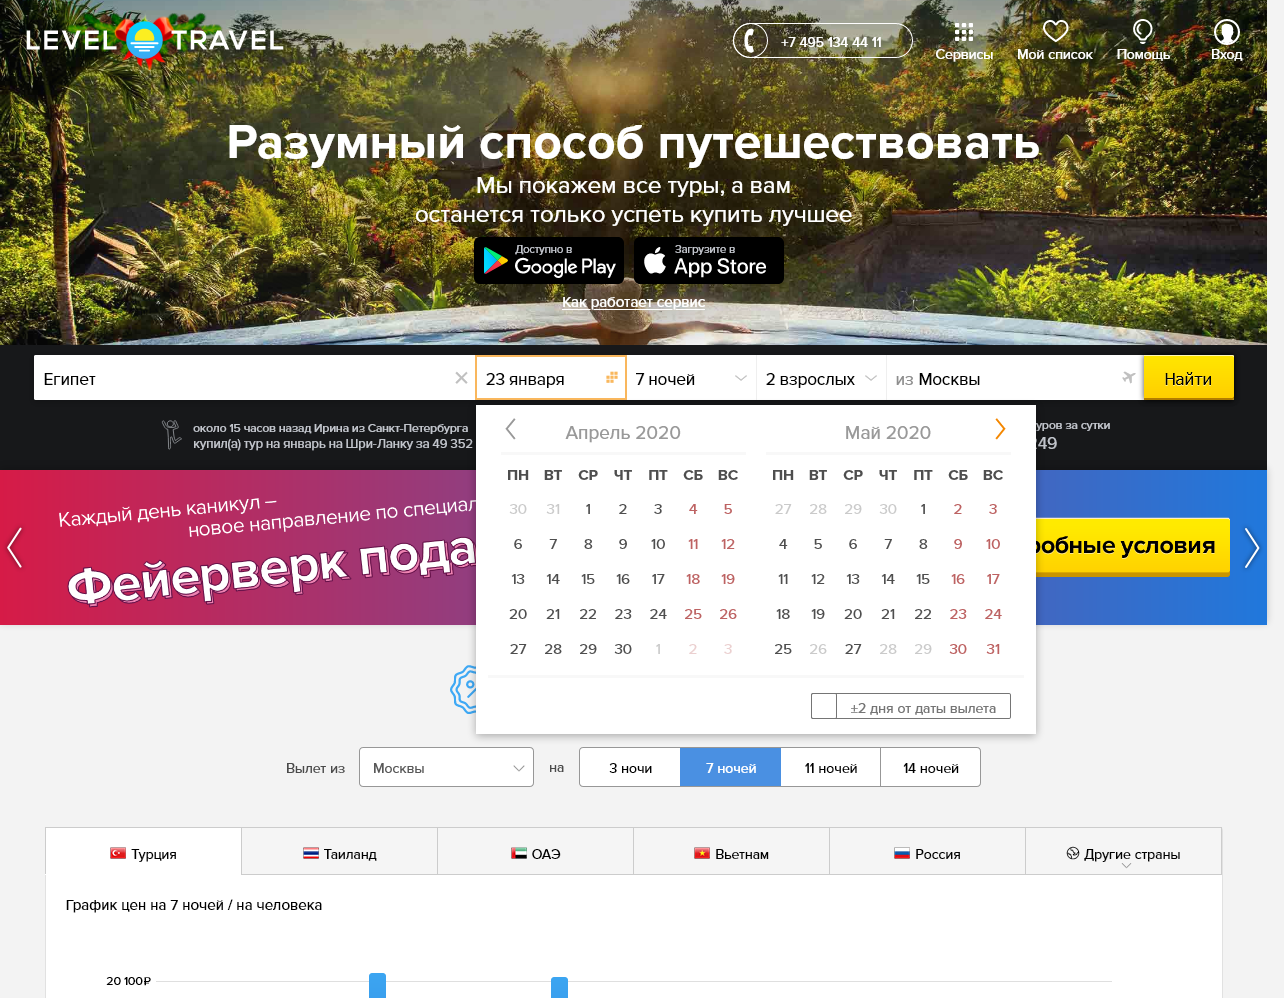 LEVEL TRAVEL
+7 495 134 44 11
Сервисы
Мой список
Помощь
Вход
Разумный способ путешествовать
Мы покажем все туры, а вам
останется только успеть купить лучшее
Доступно в
Google Play
Загрузите в
App Store
Как работает сервис
Египет
23 января
7 ночей
2 взрослых
из Москвы
Найти
около 15 часов назад Ирина из Санкт-Петербурга
купил(а) тур на январь на Шри-Ланку за 49 352
уров за сутки
249
Каждый день каникул –
новое направление по специал
Фейерверк пода
робные условия
Апрель 2020
ПН ВТ СР ЧТ ПТ СБ ВС
30 31 1 2 3 4 5
6 7 8 9 10 11 12
13 14 15 16 17 18 19
20 21 22 23 24 25 26
27 28 29 30 1 2 3
Май 2020
ПН ВТ СР ЧТ ПТ СБ ВС
27 28 29 30 1 2 3
4 5 6 7 8 9 10
11 12 13 14 15 16 17
18 19 20 21 22 23 24
25 26 27 28 29 30 31
±2 дня от даты вылета
Вылет из
Москвы
на
3 ночи
7 ночей
11 ночей
14 ночей
Турция
Таиланд
ОАЭ
Вьетнам
Россия
Другие страны
График цен на 7 ночей / на человека
20 100₽